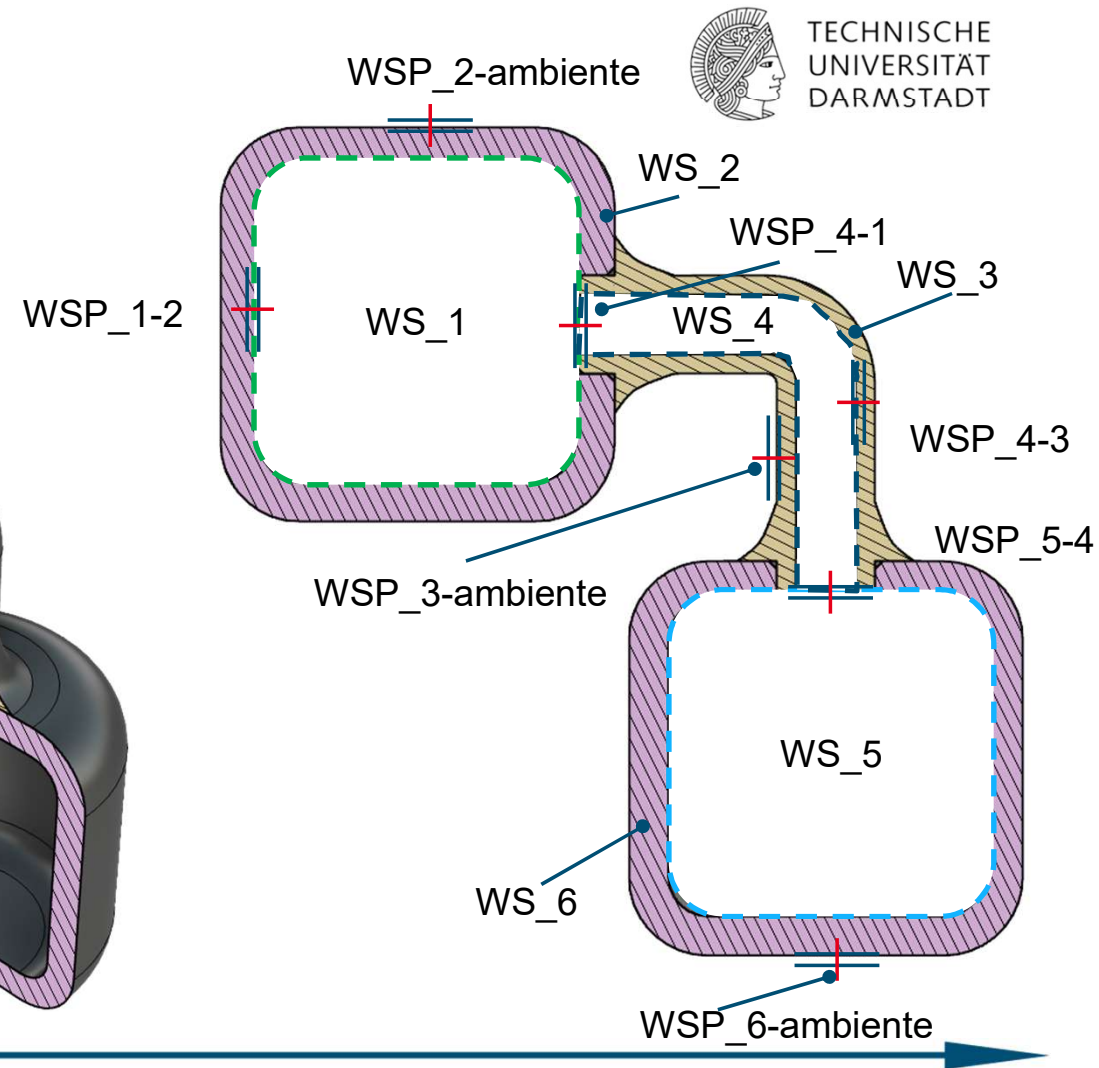 TECHNISCHE
UNIVERSITÄT
DARMSTADT
WSP_2-ambiente
WS_2
WSP_4-1
WS_3
WSP_1-2
WS_1
WS_4
WSP_4-3
WSP_5-4
WSP_3-ambiente
WS_5
WS_6
WSP_6-ambiente